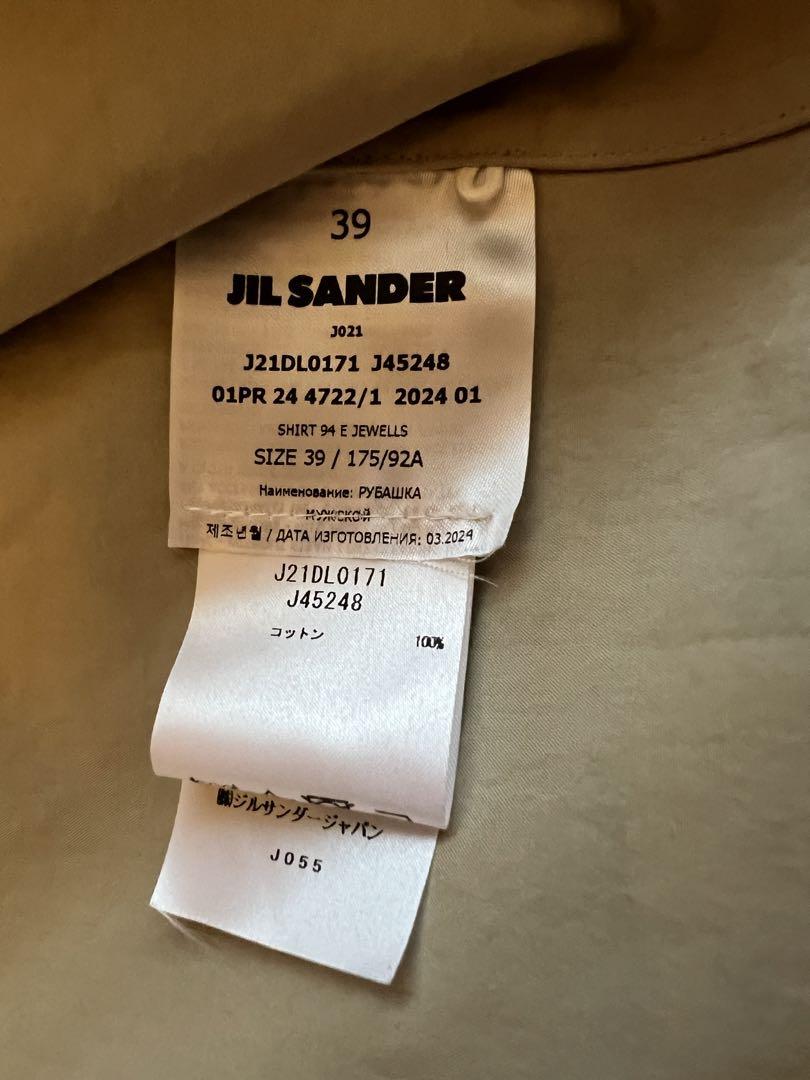 39
JIL SANDER
J021
J21DL0171 J45248
01PR 24 4722/1 2024 01
SHIRT 94 E JEWELLS
SIZE 39 / 175/92A
Наименование: РУБАШКА
МУЖСКОЙ
제조년월 / ДАТА ИЗГОТОВЛЕНИЯ: 03.2024
J21DL0171
J45248
コットン 100%
㈱ジルサンダージャパン
J055